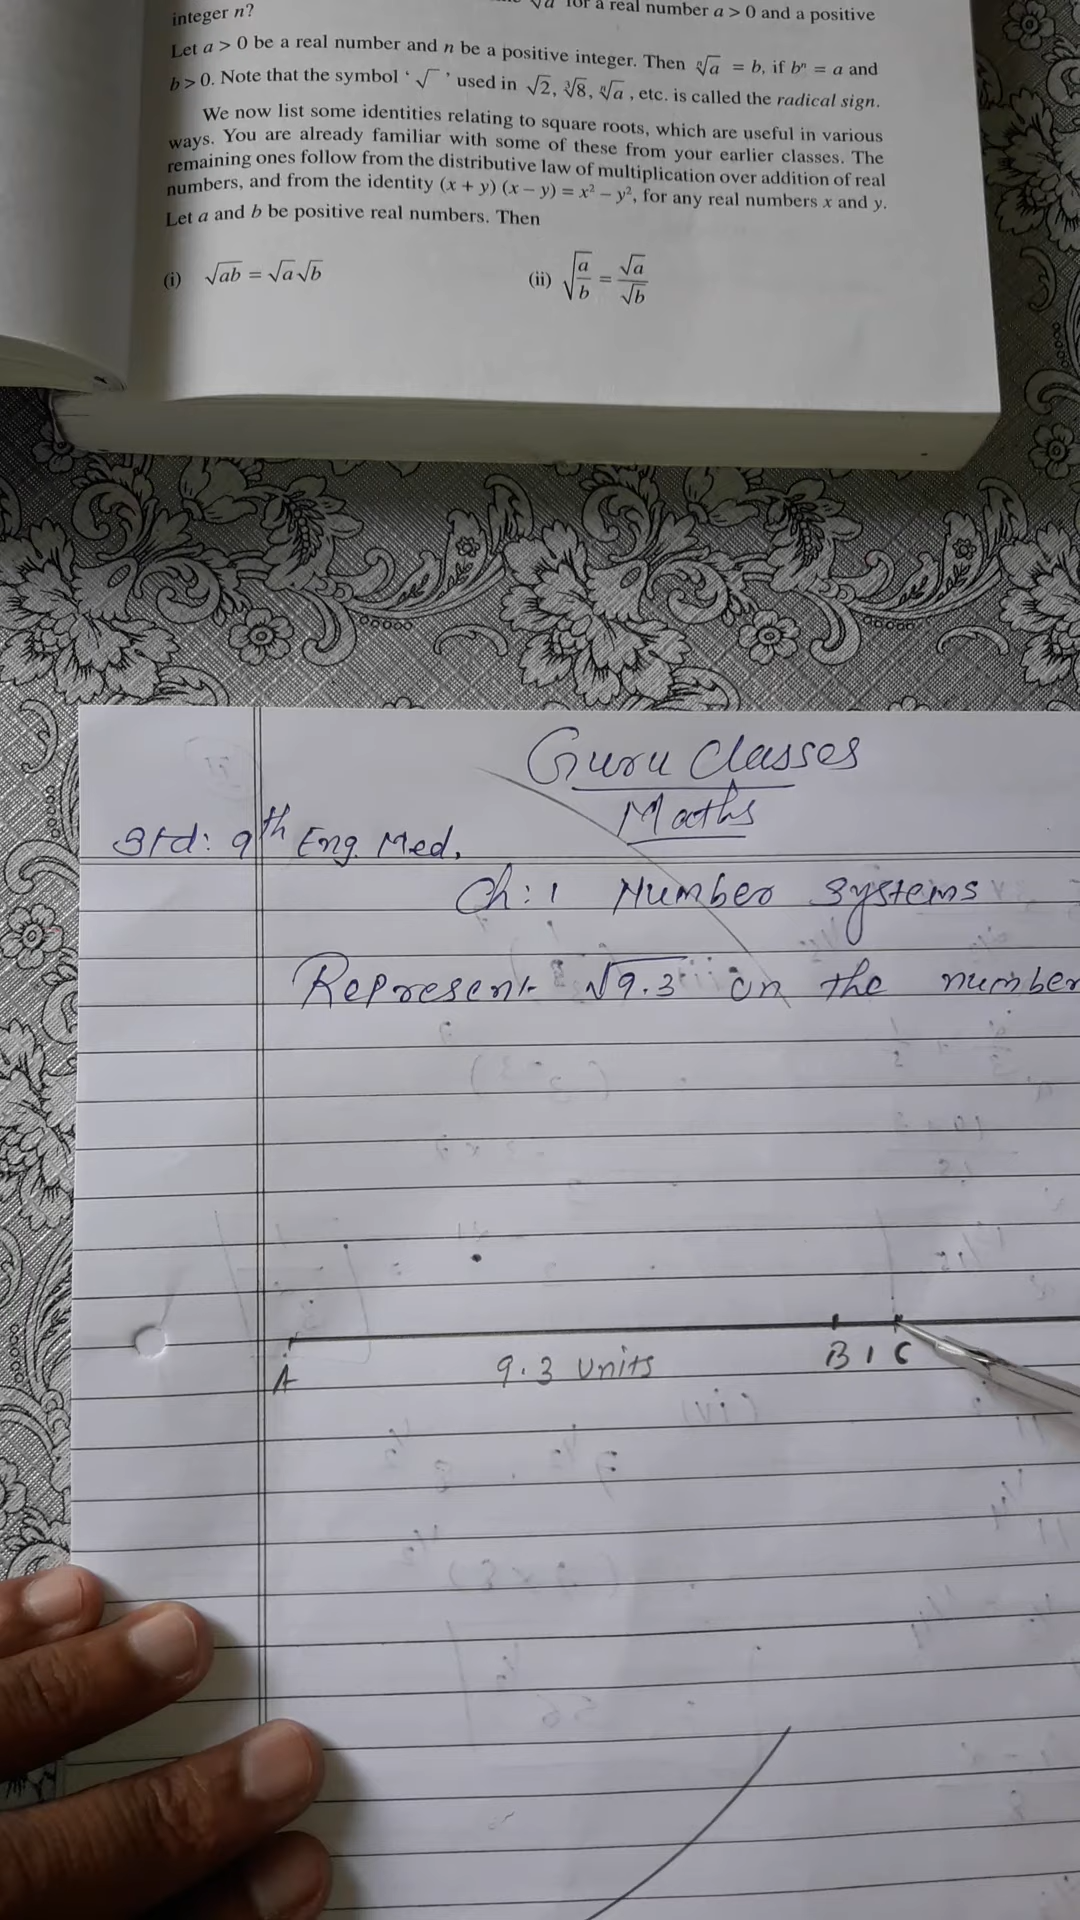 √a for a real number a > 0 and a positive
integer n?
Let a > 0 be a real number and n be a positive integer. Then ⁿ√a = b, if bⁿ = a and
b > 0. Note that the symbol ‘√’ used in √2, ³√8, ⁿ√a, etc. is called the radical sign.
We now list some identities relating to square roots, which are useful in various
ways. You are already familiar with some of these from your earlier classes. The
remaining ones follow from the distributive law of multiplication over addition of real
numbers, and from the identity (x + y) (x – y) = x² – y², for any real numbers x and y.
Let a and b be positive real numbers. Then
(i) √ab = √a√b (ii) √(a/b) = √a/√b
Guru Classes
Maths
Std: 9th Eng. Med.
Ch: 1 Number Systems
Represent √9.3 on the number
A 9.3 units B 1 C